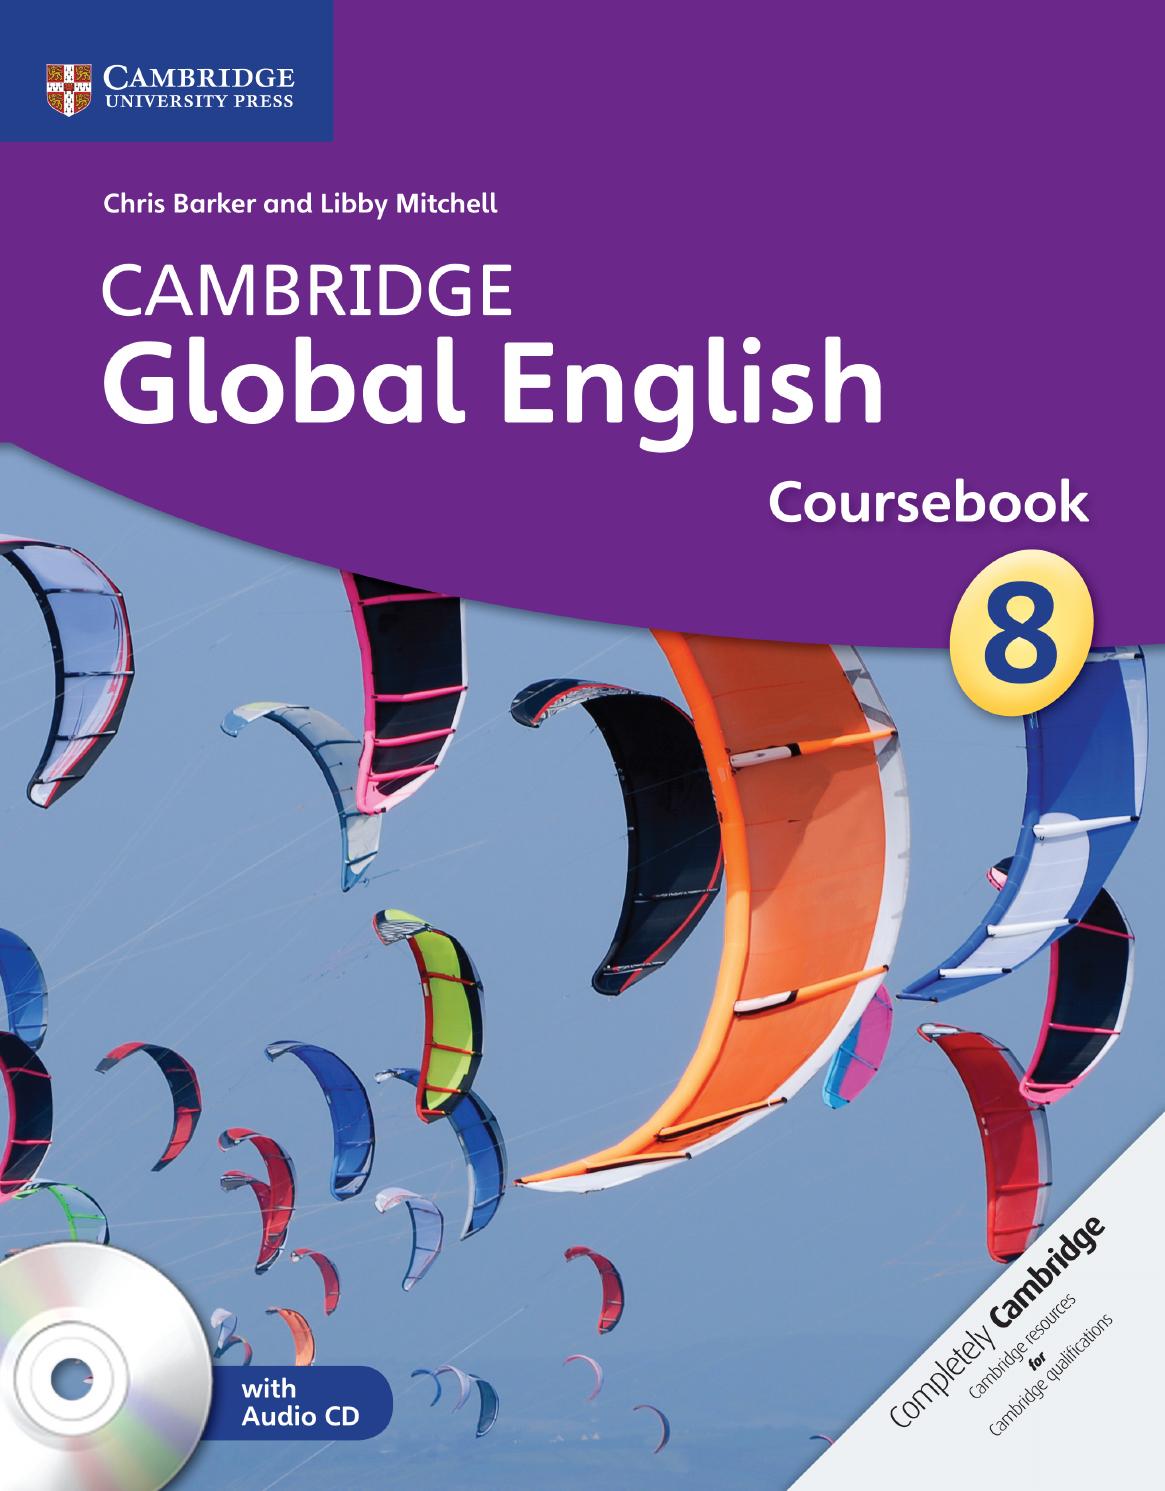 CAMBRIDGE
UNIVERSITY PRESS
Chris Barker and Libby Mitchell
CAMBRIDGE
Global English
Coursebook
8
with
Audio CD
Completely Cambridge
Cambridge resources
for
Cambridge qualifications